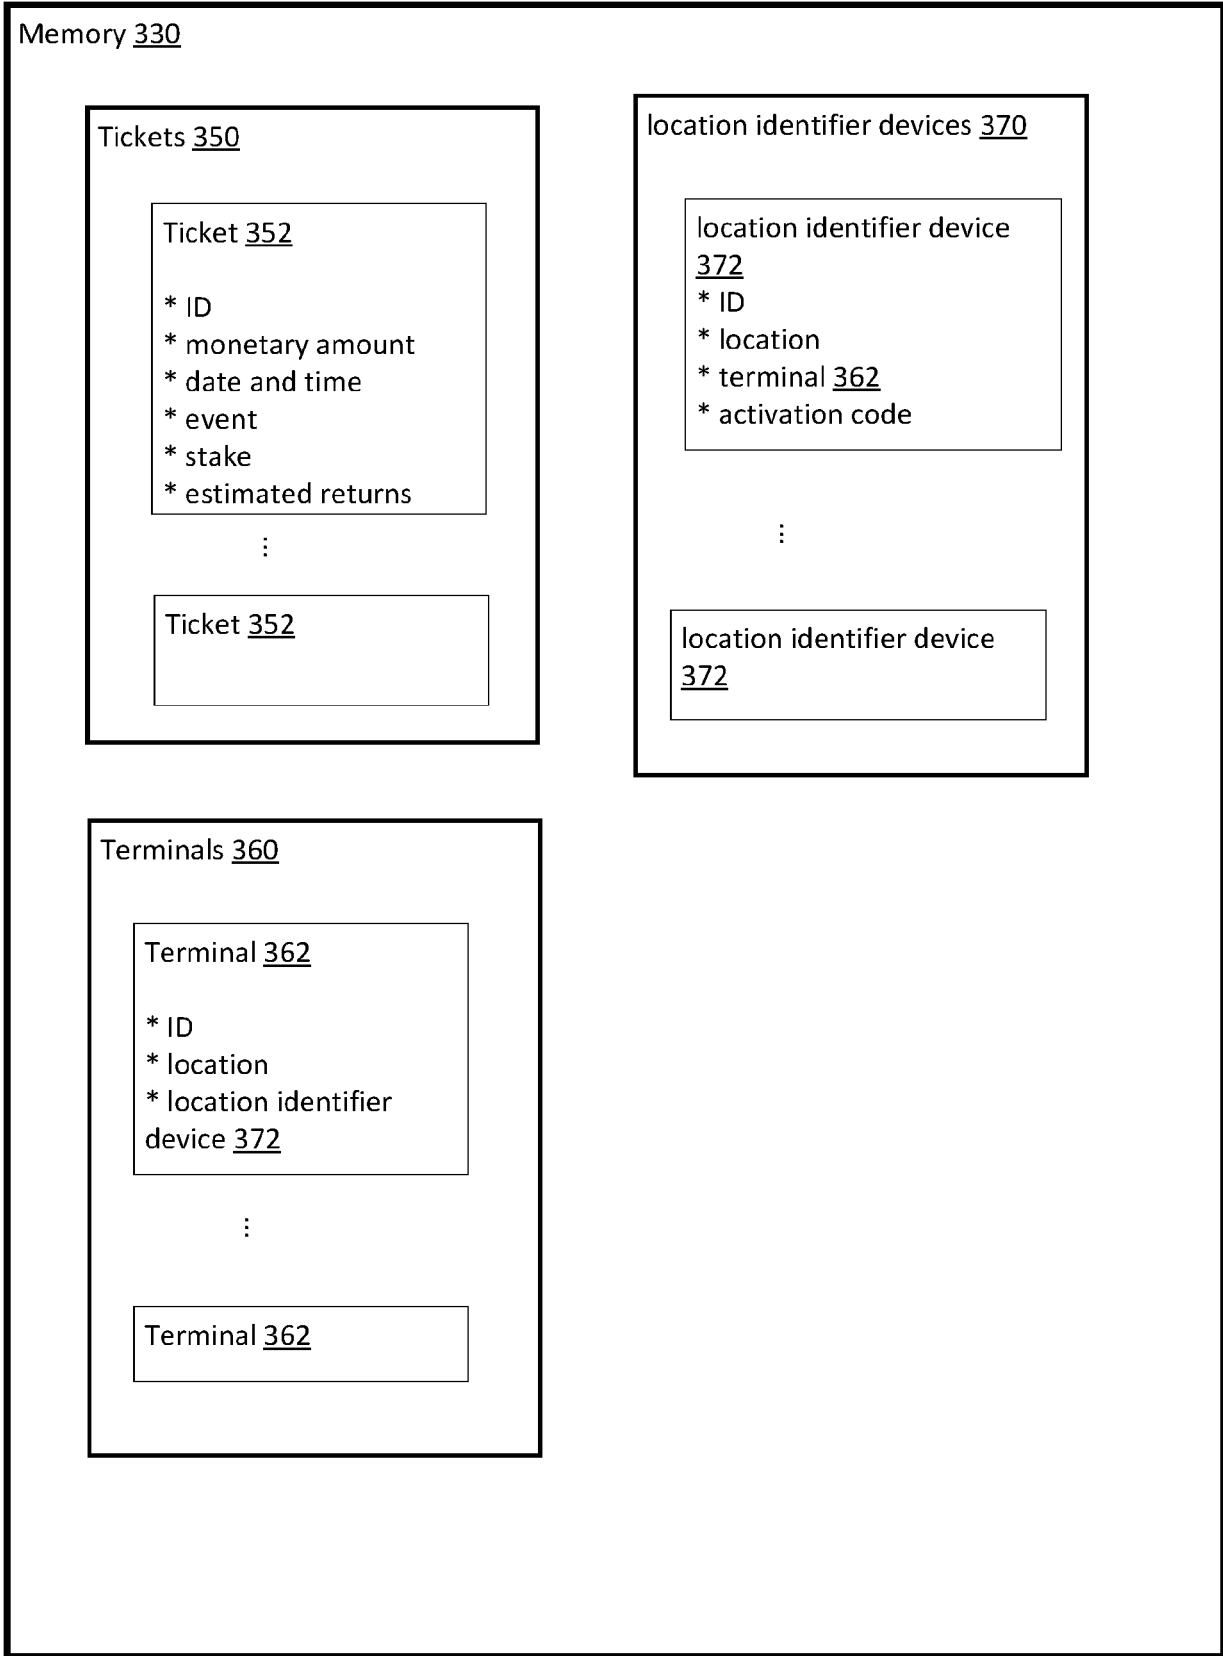 Memory 330
Tickets 350
Ticket 352
* ID
* monetary amount
* date and time
* event
* stake
* estimated returns
⋮
Ticket 352
location identifier devices 370
location identifier device
372
* ID
* location
* terminal 362
* activation code
⋮
location identifier device
372
Terminals 360
Terminal 362
* ID
* location
* location identifier
device 372
⋮
Terminal 362